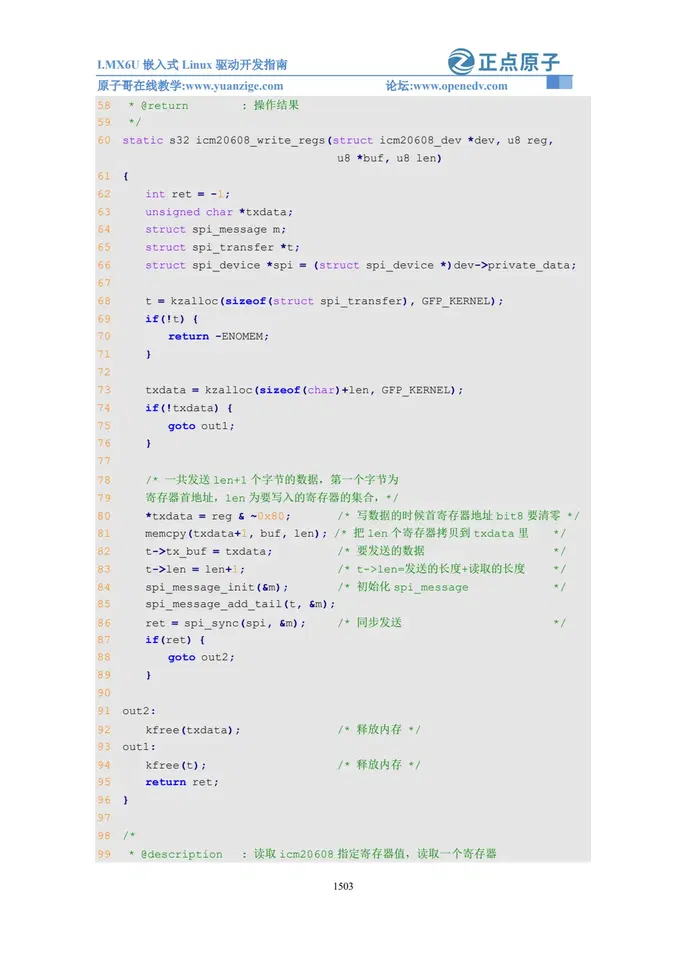 I.MX6U 嵌入式 Linux 驱动开发指南
正点原子
原子哥在线教学:www.yuanzige.com 论坛:www.openedv.com
58 * @return : 操作结果
59 */
60 static s32 icm20608_write_regs(struct icm20608_dev *dev, u8 reg,
u8 *buf, u8 len)
61 {
62 int ret = -1;
63 unsigned char *txdata;
64 struct spi_message m;
65 struct spi_transfer *t;
66 struct spi_device *spi = (struct spi_device *)dev->private_data;
67
68 t = kzalloc(sizeof(struct spi_transfer), GFP_KERNEL);
69 if(!t) {
70 return -ENOMEM;
71 }
72
73 txdata = kzalloc(sizeof(char)+len, GFP_KERNEL);
74 if(!txdata) {
75 goto out1;
76 }
77
78 /* 一共发送 len+1 个字节的数据，第一个字节为
79 寄存器首地址，len 为要写入的寄存器的集合，*/
80 *txdata = reg & ~0x80; /* 写数据的时候首寄存器地址 bit8 要清零 */
81 memcpy(txdata+1, buf, len); /* 把 len 个寄存器拷贝到 txdata 里 */
82 t->tx_buf = txdata; /* 要发送的数据 */
83 t->len = len+1; /* t->len=发送的长度+读取的长度 */
84 spi_message_init(&m); /* 初始化 spi_message */
85 spi_message_add_tail(t, &m);
86 ret = spi_sync(spi, &m); /* 同步发送 */
87 if(ret) {
88 goto out2;
89 }
90
91 out2:
92 kfree(txdata); /* 释放内存 */
93 out1:
94 kfree(t); /* 释放内存 */
95 return ret;
96 }
97
98 /*
99 * @description : 读取 icm20608 指定寄存器值，读取一个寄存器
1503